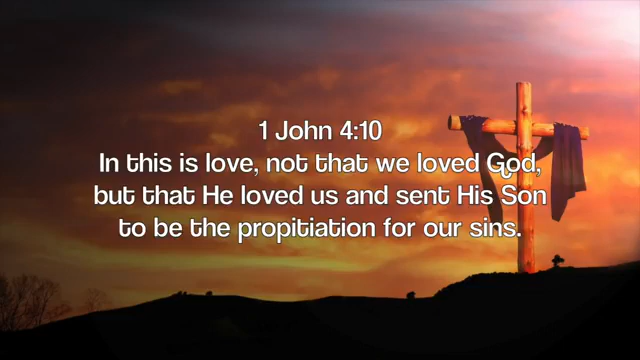 1 John 4:10
In this is love, not that we loved God,
but that He loved us and sent His Son
to be the propitiation for our sins.